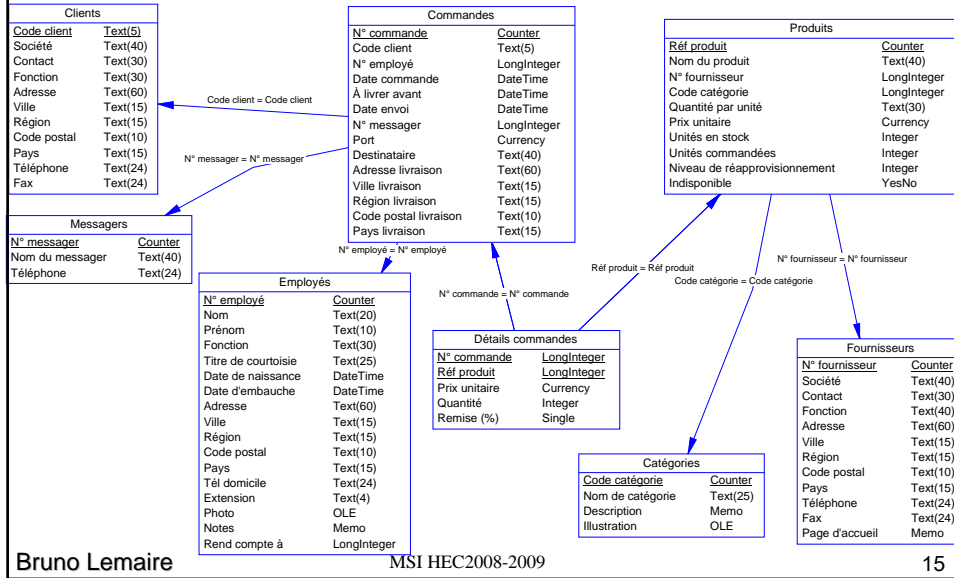 Clients
Code client Text(5)
Société Text(40)
Contact Text(30)
Fonction Text(30)
Adresse Text(60)
Ville Text(15)
Région Text(15)
Code postal Text(10)
Pays Text(15)
Téléphone Text(24)
Fax Text(24)
Commandes
N° commande Counter
Code client Text(5)
N° employé LongInteger
Date commande DateTime
À livrer avant DateTime
Date envoi DateTime
N° messager LongInteger
Port Currency
Destinataire Text(40)
Adresse livraison Text(60)
Ville livraison Text(15)
Région livraison Text(15)
Code postal livraison Text(10)
Pays livraison Text(15)
Produits
Réf produit Counter
Nom du produit Text(40)
N° fournisseur LongInteger
Code catégorie LongInteger
Quantité par unité Text(30)
Prix unitaire Currency
Unités en stock Integer
Unités commandées Integer
Niveau de réapprovisionnement Integer
Indisponible YesNo
Code client = Code client
N° messager = N° messager
Messagers
N° messager Counter
Nom du messager Text(40)
Téléphone Text(24)
N° employé = N° employé
N° commande = N° commande
Réf produit = Réf produit
Code catégorie = Code catégorie
N° fournisseur = N° fournisseur
Employés
N° employé Counter
Nom Text(20)
Prénom Text(10)
Fonction Text(30)
Titre de courtoisie Text(25)
Date de naissance DateTime
Date d'embauche DateTime
Adresse Text(60)
Ville Text(15)
Région Text(15)
Code postal Text(10)
Pays Text(15)
Tél domicile Text(24)
Extension Text(4)
Photo OLE
Notes Memo
Rend compte à LongInteger
Détails commandes
N° commande LongInteger
Réf produit LongInteger
Prix unitaire Currency
Quantité Integer
Remise (%) Single
Catégories
Code catégorie Counter
Nom de catégorie Text(25)
Description Memo
Illustration OLE
Fournisseurs
N° fournisseur Counter
Société Text(40)
Contact Text(30)
Fonction Text(40)
Adresse Text(60)
Ville Text(15)
Région Text(15)
Code postal Text(10)
Pays Text(15)
Téléphone Text(24)
Fax Text(24)
Page d'accueil Memo
Bruno Lemaire MSI HEC2008-2009 15